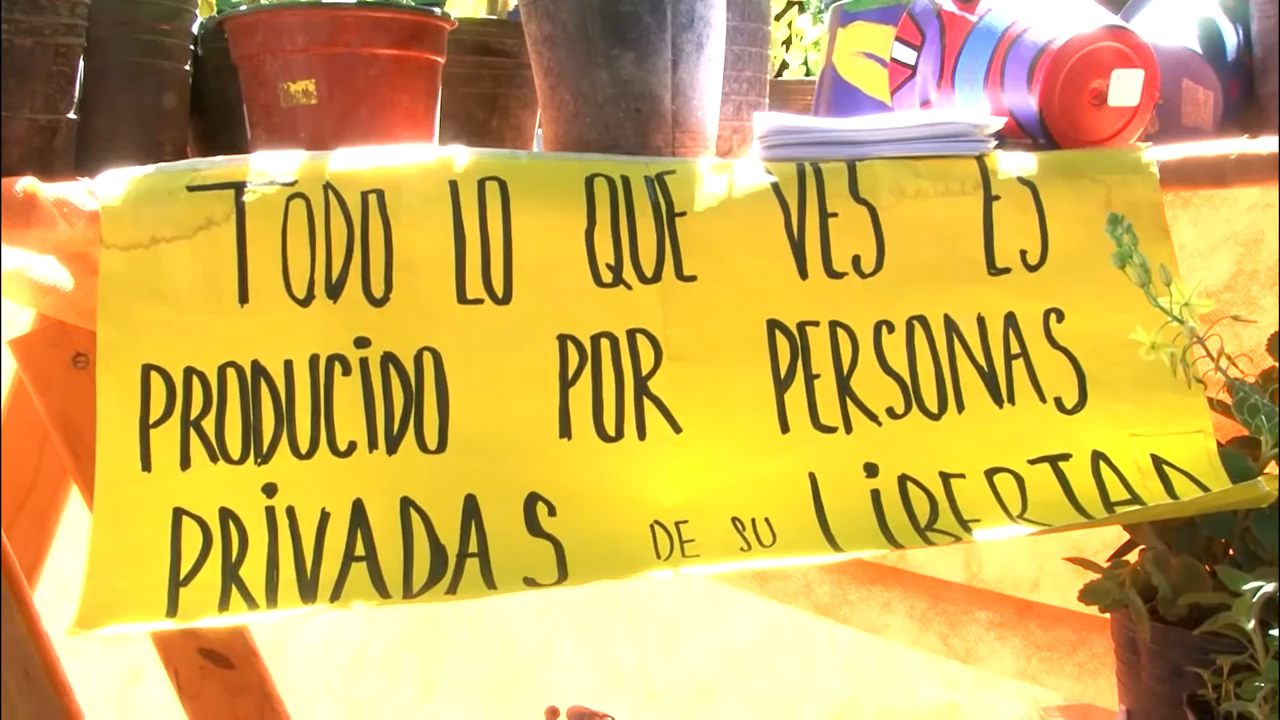 TODO LO QUE VES ES
PRODUCIDO POR PERSONAS
PRIVADAS DE SU LIBERTAD